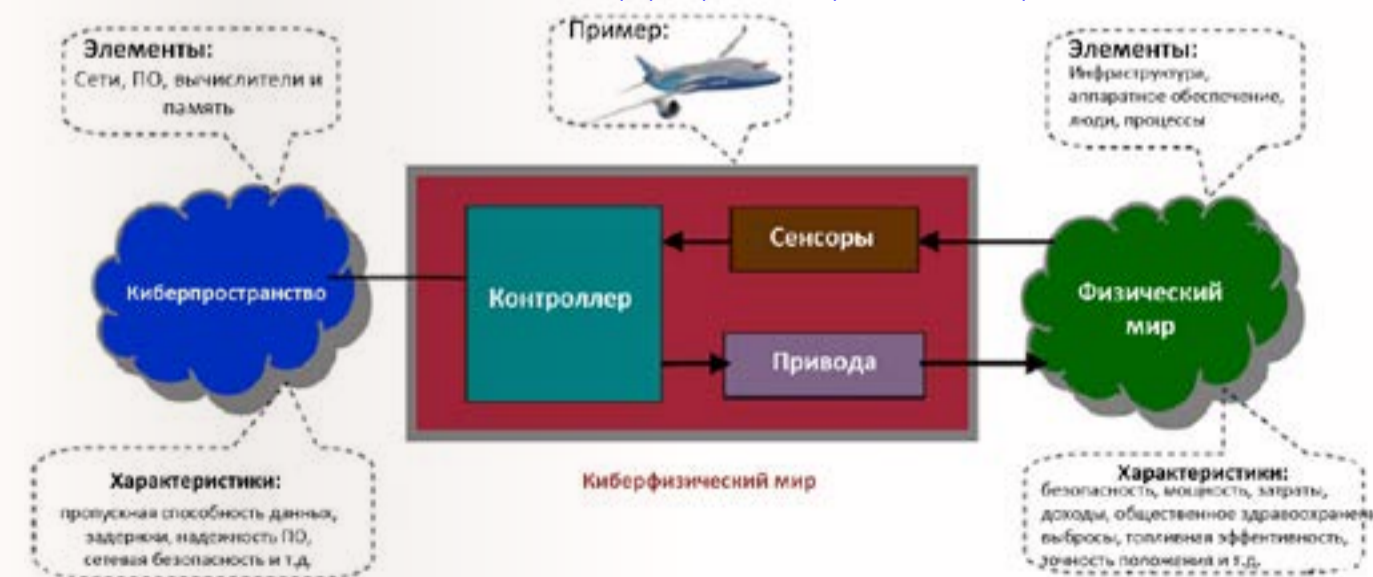 Элементы:
Сети, ПО, вычислители и
память
Пример:
Элементы:
Инфраструктура,
аппаратное обеспечение,
люди, процессы
Киберпространство
Контроллер
Сенсоры
Привода
Физический
мир
Киберфизический мир
Характеристики:
пропускная способность данных,
задержки, надежность ПО,
сетевая безопасность и т.д.
Характеристики:
безопасность, мощность, затраты,
доходы, общественное здравоохранени
выбросы, топливная эффективность,
точность положения и т.д.